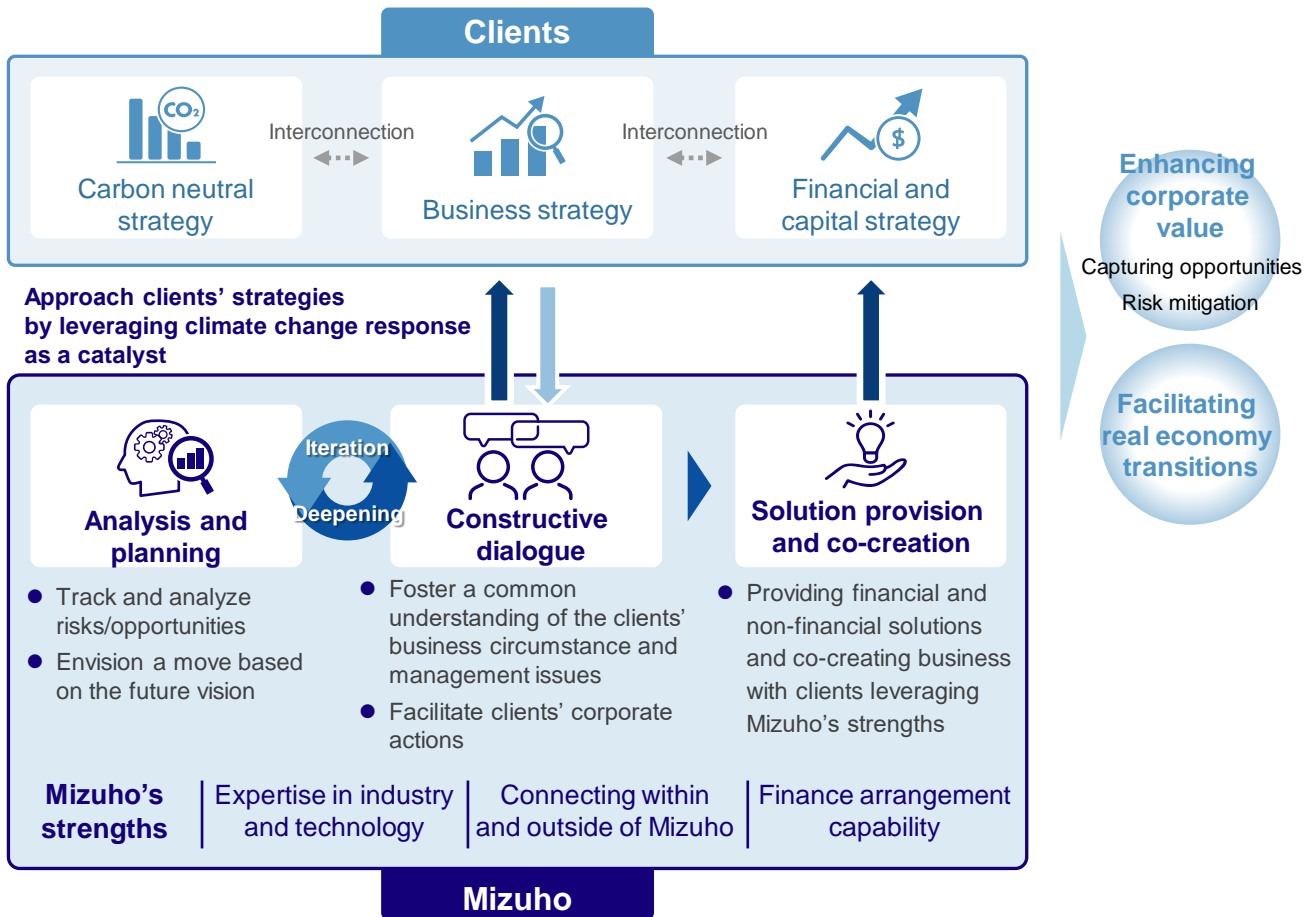 Clients
CO₂
Interconnection
Interconnection
$
Carbon neutral
strategy
Business strategy
Financial and
capital strategy
Enhancing
corporate
value
Capturing opportunities
Risk mitigation
Facilitating
real economy
transitions
Approach clients’ strategies
by leveraging climate change response
as a catalyst
Iteration
Deepening
Analysis and
planning
Constructive
dialogue
Solution provision
and co-creation
● Track and analyze
risks/opportunities
● Envision a move based
on the future vision
● Foster a common
understanding of the clients’
business circumstance and
management issues
● Facilitate clients’ corporate
actions
● Providing financial and
non-financial solutions
and co-creating business
with clients leveraging
Mizuho’s strengths
Mizuho’s
strengths
Expertise in industry
and technology
Connecting within
and outside of Mizuho
Finance arrangement
capability
Mizuho